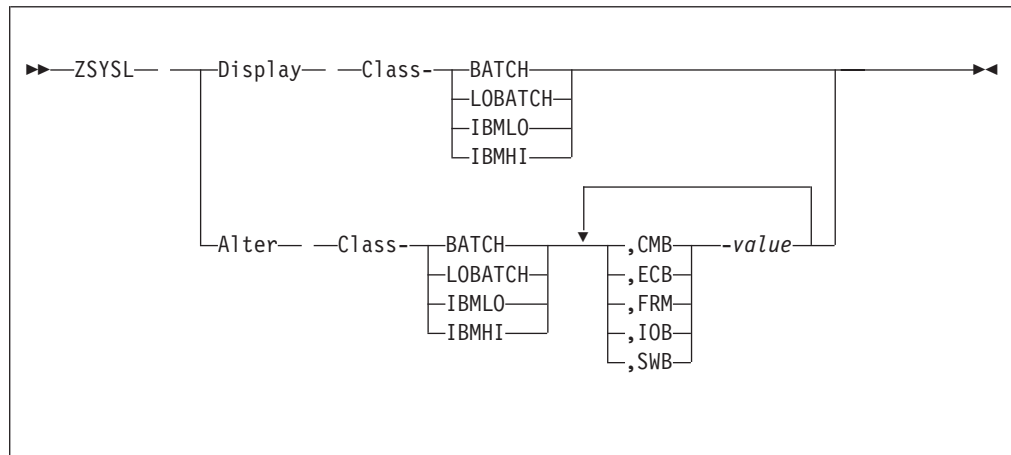 ZSYSL Display Class- BATCH
LOBATCH
IBMLO
IBMHI
Alter Class- BATCH ,CMB -value
LOBATCH ,ECB
IBMLO ,FRM
IBMHI ,IOB
,SWB